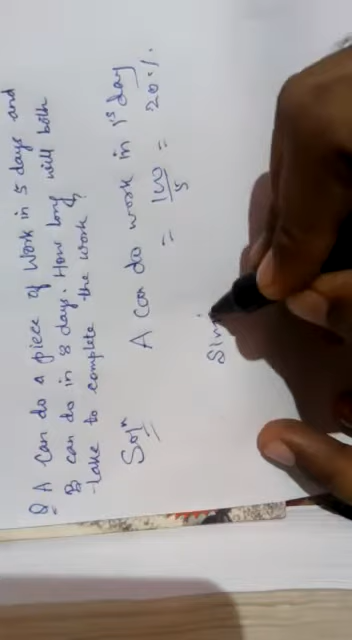 Q A Can do a piece of Work in 5 days and
B can do in 8 days. How long will both
take to complete the work?
Solⁿ A can do work in 1st day
= 100/5 = 20%.
Simi